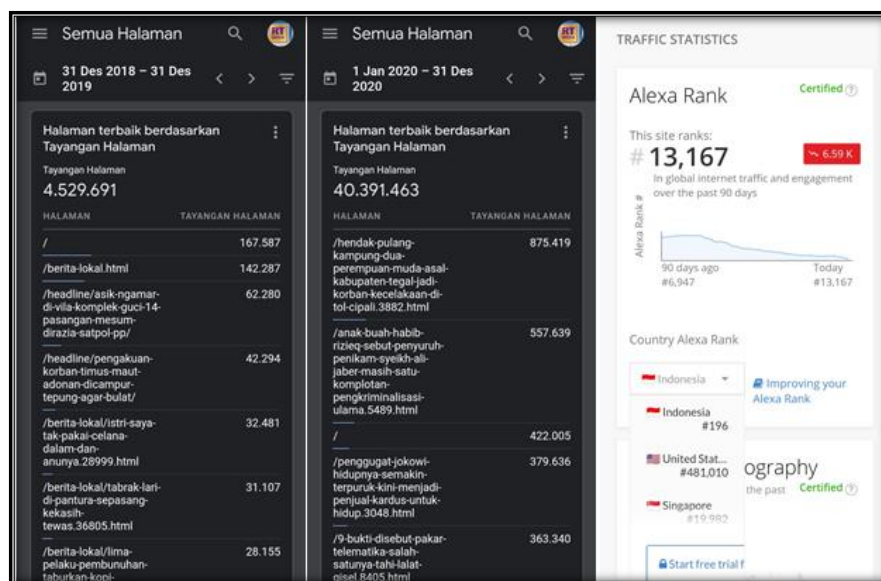 Semua Halaman
RT
31 Des 2018 – 31 Des
2019
Halaman terbaik berdasarkan
Tayangan Halaman
Tayangan Halaman
4.529.691
HALAMAN TAYANGAN HALAMAN
/ 167.587
/berita-lokal.html 142.287
/headline/asik-ngamar- 62.280
di-vila-komplek-guci-14-
pasangan-mesum-
dirazia-satpol-pp/
/headline/pengakuan- 42.294
korban-timus-maut-
adonan-dicampur-
tepung-agar-bulat/
/berita-lokal/istri-saya- 32.481
tak-pakai-celana-
dalam-dan-
anunya.28999.html
/berita-lokal/tabrak-lari- 31.107
di-pantura-sepasang-
kekasih-
tewas.36805.html
/berita-lokal/lima- 28.155
pelaku-pembunuhan-
taburkan-kopi-
Semua Halaman
RT
1 Jan 2020 – 31 Des
2020
Halaman terbaik berdasarkan
Tayangan Halaman
Tayangan Halaman
40.391.463
HALAMAN TAYANGAN HALAMAN
/hendak-pulang- 875.419
kampung-dua-
perempuan-muda-asal-
kabupaten-tegal-jadi-
korban-kecelakaan-di-
tol-cipali.3882.html
/anak-buah-habib- 557.639
rizieq-sebut-penyuruh-
penikam-syeikh-ali-
jaber-masih-satu-
komplotan-
pengkriminalisasi-
ulama.5489.html
/ 422.005
/penggugat-jokowi- 379.636
hidupnya-semakin-
terpuruk-kini-menjadi-
penjual-kardus-untuk-
hidup.3048.html
/9-bukti-disebut-pakar- 363.340
telematika-salah-
satunya-tahi-lalat-
gisel.8405.html
TRAFFIC STATISTICS
Alexa Rank Certified ?
This site ranks:
# 13,167 6.59 K
In global internet traffic and engagement
over the past 90 days
Alexa Rank #
90 days ago Today
#6,947 #13,167
Country Alexa Rank
Indonesia
Improving your
Alexa Rank
Indonesia
#196
United Stat...
#481,010
Singapore
#19,982
ography
the past Certified ?
Start free trial f